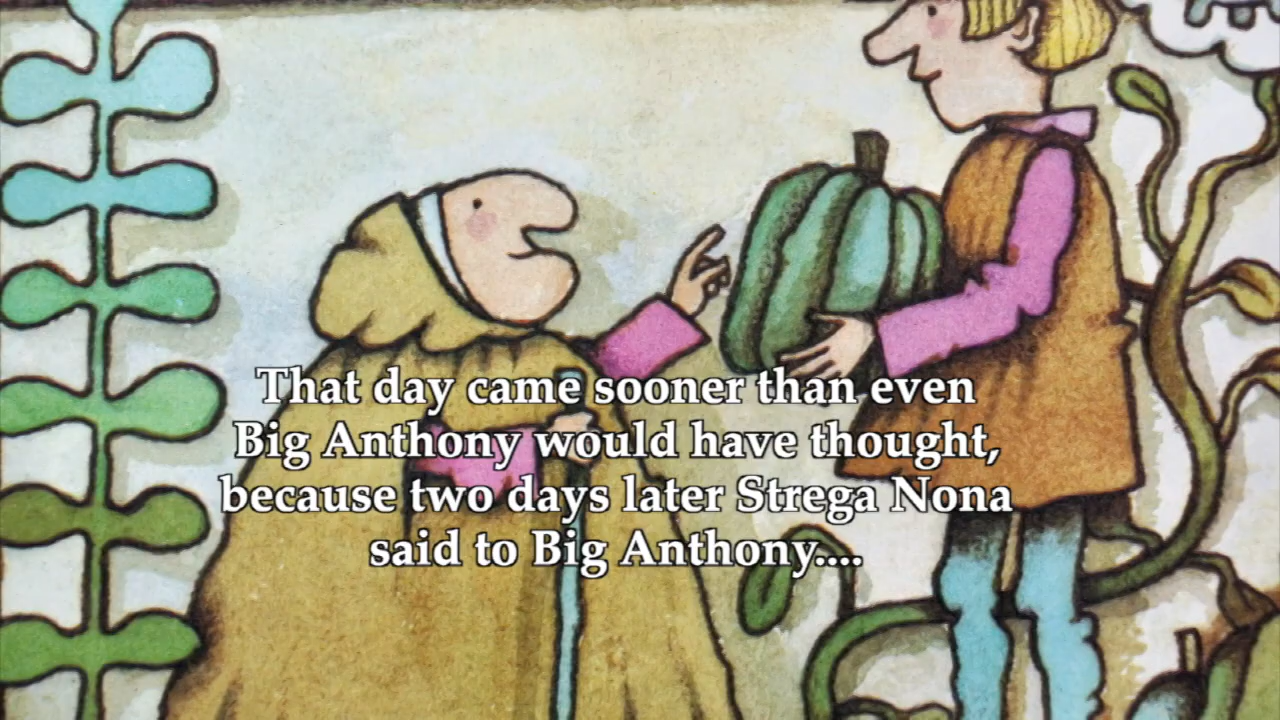 That day came sooner than even
Big Anthony would have thought,
because two days later Strega Nona
said to Big Anthony....